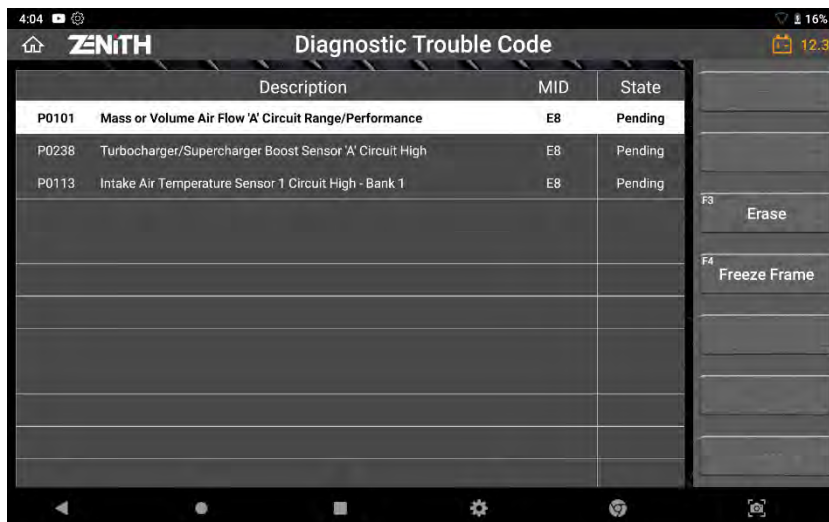 4:04 16%
ZENITH Diagnostic Trouble Code 12.3
Description MID State
P0101 Mass or Volume Air Flow 'A' Circuit Range/Performance E8 Pending
P0238 Turbocharger/Supercharger Boost Sensor 'A' Circuit High E8 Pending
P0113 Intake Air Temperature Sensor 1 Circuit High - Bank 1 E8 Pending
F3 Erase
F4 Freeze Frame